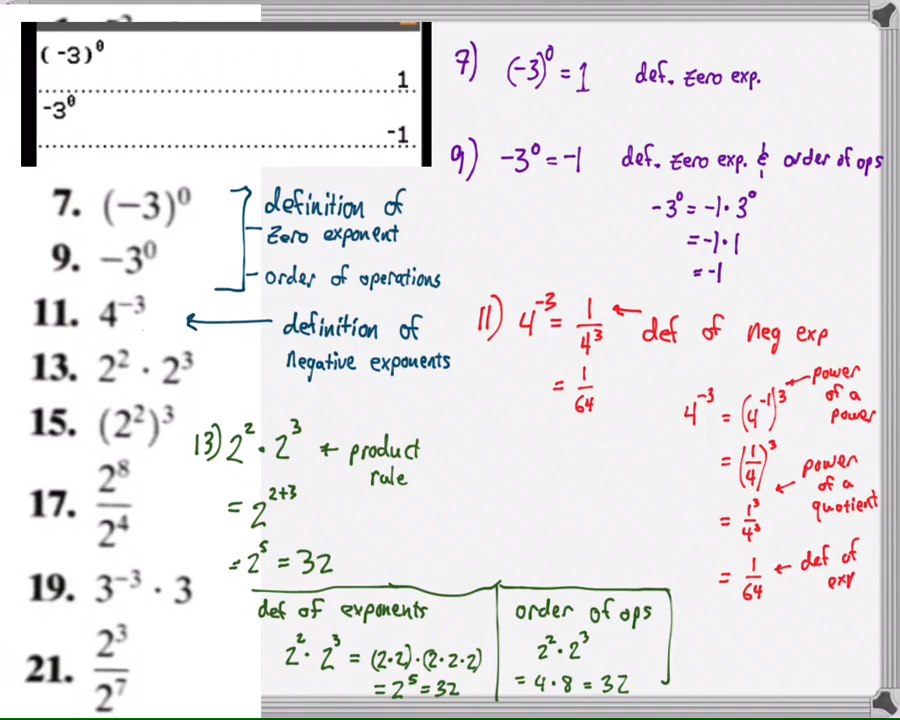 (-3)⁰
1
-3⁰
-1
7. (−3)⁰
9. −3⁰
11. 4⁻³
13. 2² · 2³
15. (2²)³
17. 2⁸/2⁴
19. 3⁻³ · 3
21. 2³/2⁷
definition of
- Zero exponent
- order of operations
definition of
Negative exponents
7) (-3)⁰ = 1 def. Zero exp.
9) -3⁰ = -1 def. Zero exp. & order of ops
-3⁰ = -1 · 3⁰
= -1 · 1
= -1
11) 4⁻³ = 1/4³ ← def of neg exp
= 1/64
4⁻³ = (4⁻¹)³ ← power of a power
= (1/4)³
= 1³/4³ ← power of a quotient
= 1/64 ← def of exp
13) 2² · 2³ ← product
rule
= 2²⁺³
= 2⁵ = 32
def of exponents
2² · 2³ = (2·2)·(2·2·2)
= 2⁵ = 32
order of ops
2² · 2³
= 4 · 8 = 32